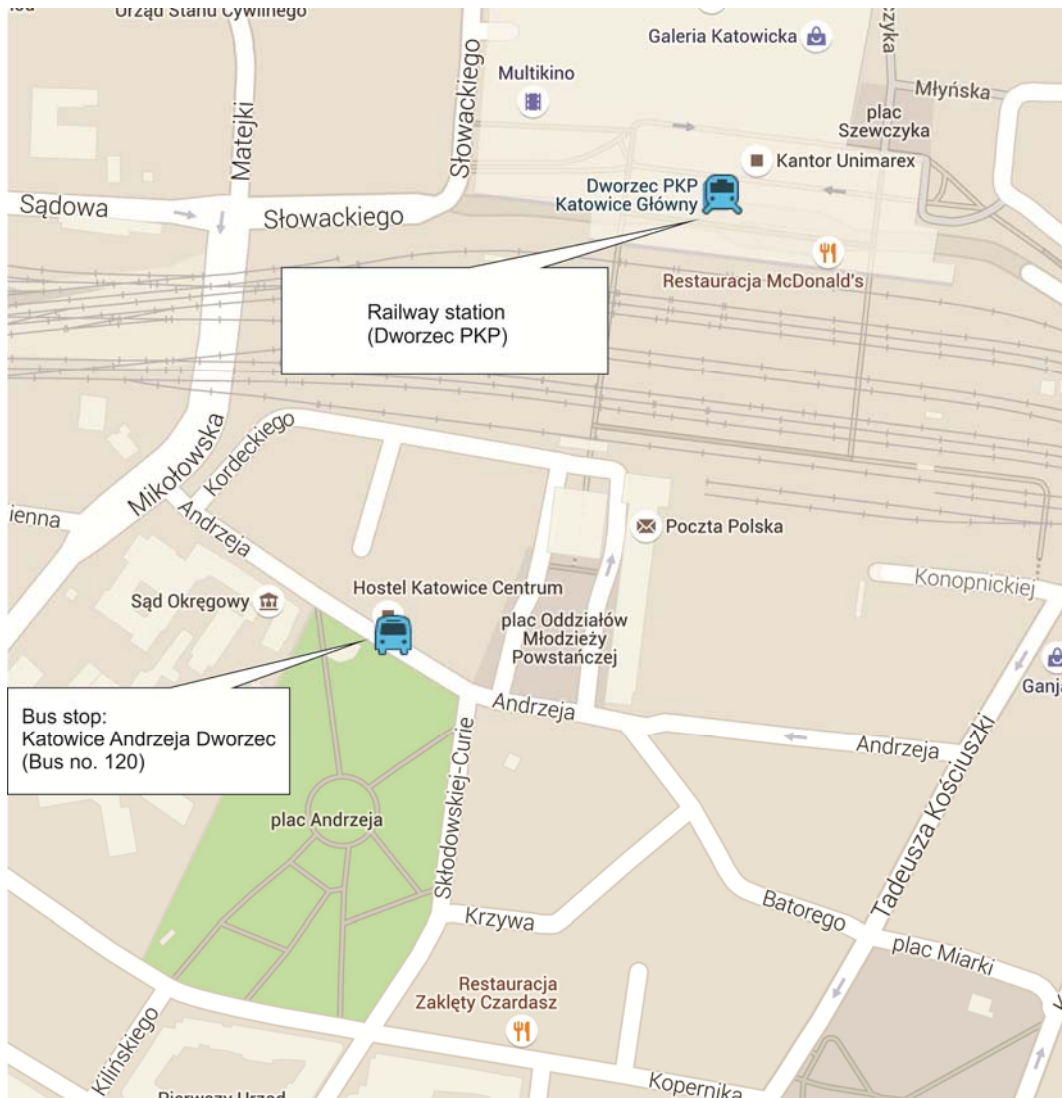 Urząd Stanu Cywilnego
Galeria Katowicka
Multikino
Słowackiego
Matejki
Młyńska
plac
Szewczyka
Kantor Unimarex
Dworzec PKP
Katowice Główny
Sądowa
Słowackiego
Restauracja McDonald's
Railway station
(Dworzec PKP)
Mikołowska
Kordeckiego
Andrzeja
ienna
Poczta Polska
Konopnickiej
Hostel Katowice Centrum
Sąd Okręgowy
plac Oddziałów
Młodzieży
Powstańczej
Ganja
Bus stop:
Katowice Andrzeja Dworzec
(Bus no. 120)
Andrzeja
Andrzeja
Tadeusza Kościuszki
Skłodowskiej-Curie
plac Andrzeja
Krzywa
Batorego
plac Miarki
Restauracja
Zaklęty Czardasz
Kilińskiego
Kopernika
Pierwszy Urząd